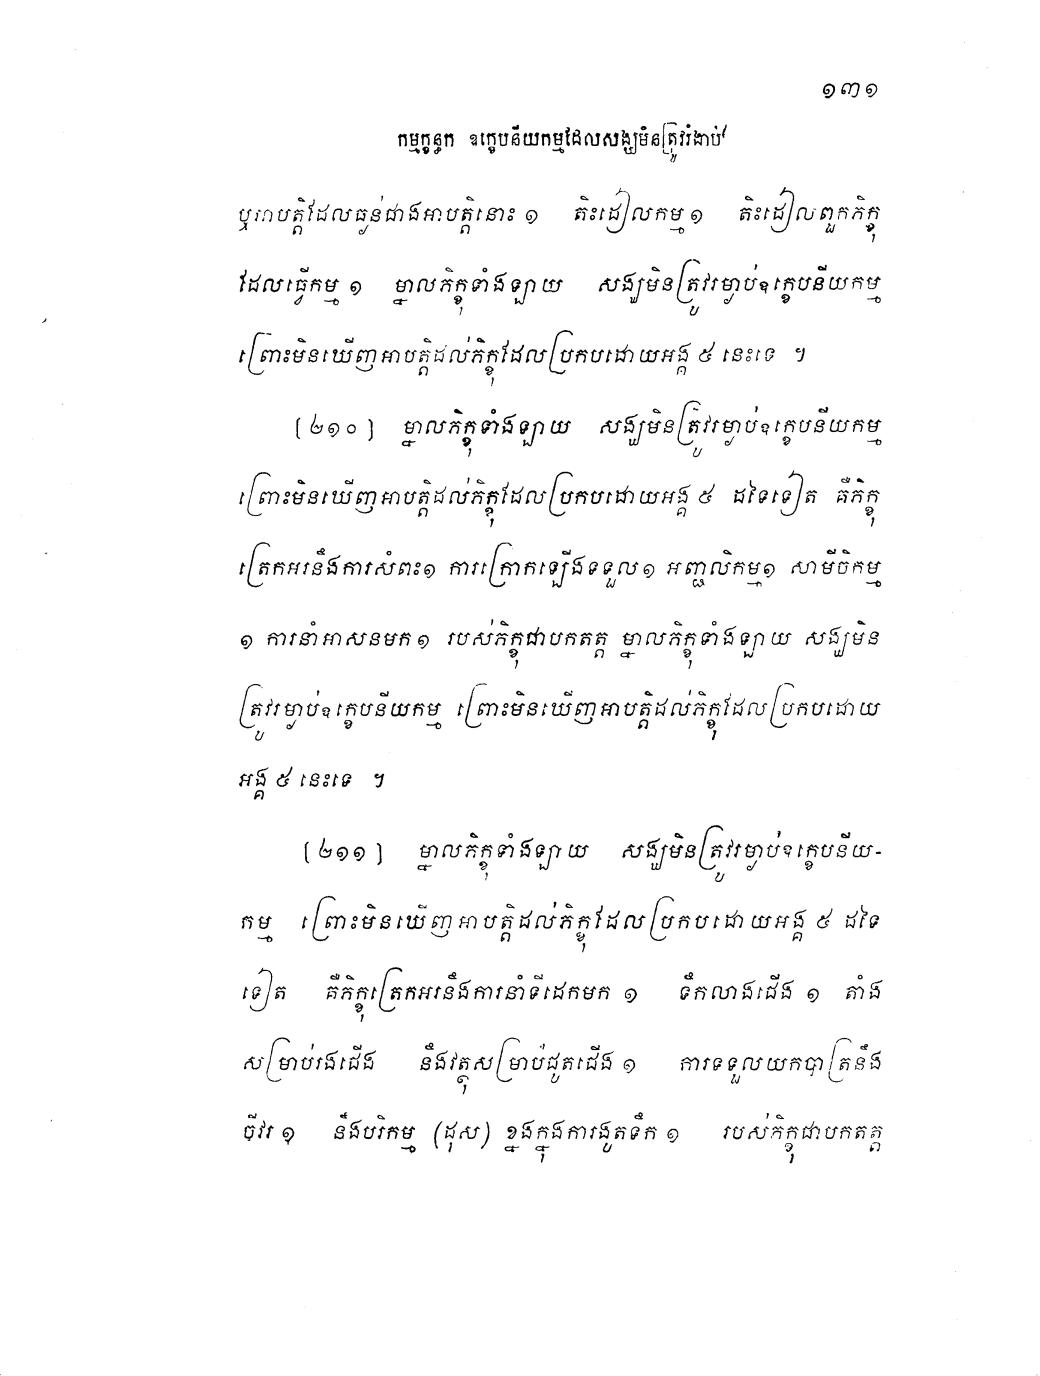 ១៣១
កម្មក្ខន្ធក ឧក្ខេបនីយកម្មដែលសង្ឃមិនត្រូវរំងាប់
ឬអាបត្តិដែលធ្ងន់ជាងអាបត្តិនោះ ១ តិះដៀលកម្ម ១ តិះដៀលពួកភិក្ខុ
ដែលធ្វើកម្ម ១ ម្នាលភិក្ខុទាំងឡាយ សង្ឃមិនត្រូវរម្ងាប់ឧក្ខេបនីយកម្ម
ព្រោះមិនឃើញអាបត្តិដល់ភិក្ខុដែលប្រកបដោយអង្គ ៥ នេះទេ ។
[២១០] ម្នាលភិក្ខុទាំងឡាយ សង្ឃមិនត្រូវរម្ងាប់ឧក្ខេបនីយកម្ម
ព្រោះមិនឃើញអាបត្តិដល់ភិក្ខុដែលប្រកបដោយអង្គ ៥ ដទៃទៀត គឺភិក្ខុ
ត្រេកអរនឹងការសំពះ១ ការក្រោកឡើងទទួល១ អញ្ជលិកម្ម១ សាមីចិកម្ម
១ ការនាំអាសនមក១ របស់ភិក្ខុជាបកតត្ត ម្នាលភិក្ខុទាំងឡាយ សង្ឃមិន
ត្រូវរម្ងាប់ឧក្ខេបនីយកម្ម ព្រោះមិនឃើញអាបត្តិដល់ភិក្ខុដែលប្រកបដោយ
អង្គ ៥ នេះទេ ។
[២១១] ម្នាលភិក្ខុទាំងឡាយ សង្ឃមិនត្រូវរម្ងាប់ឧក្ខេបនីយ-
កម្ម ព្រោះមិនឃើញអាបត្តិដល់ភិក្ខុដែលប្រកបដោយអង្គ ៥ ដទៃ
ទៀត គឺភិក្ខុត្រេកអរនឹងការនាំទីដេកមក ១ ទឹកលាងជើង ១ តាំង
សម្រាប់រងជើង នឹងវត្ថុសម្រាប់ជូតជើង ១ ការទទួលយកបាត្រនឹង
ចីវរ ១ នឹងបរិកម្ម (ដុស) ខ្នងក្នុងការងូតទឹក ១ របស់ភិក្ខុជាបកតត្ត